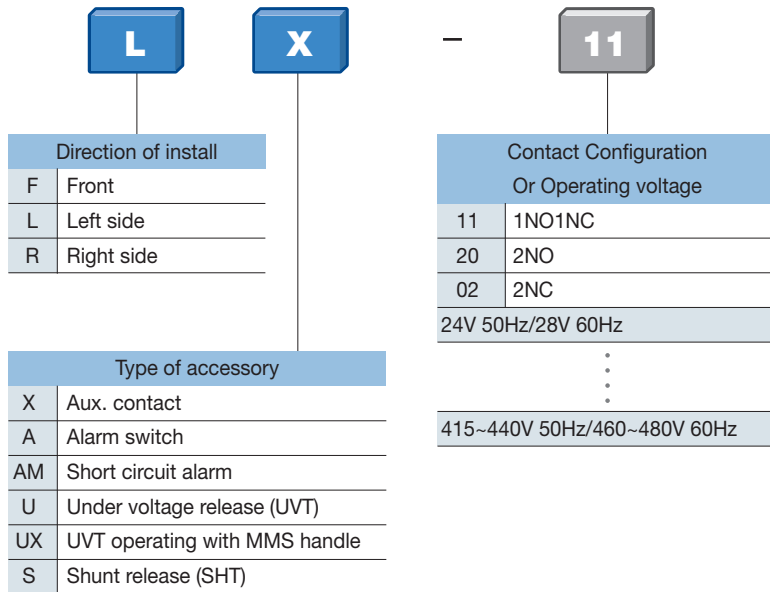 L X – 11
Direction of install
F Front
L Left side
R Right side
Type of accessory
X Aux. contact
A Alarm switch
AM Short circuit alarm
U Under voltage release (UVT)
UX UVT operating with MMS handle
S Shunt release (SHT)
Contact Configuration
Or Operating voltage
11 1NO1NC
20 2NO
02 2NC
24V 50Hz/28V 60Hz
415~440V 50Hz/460~480V 60Hz